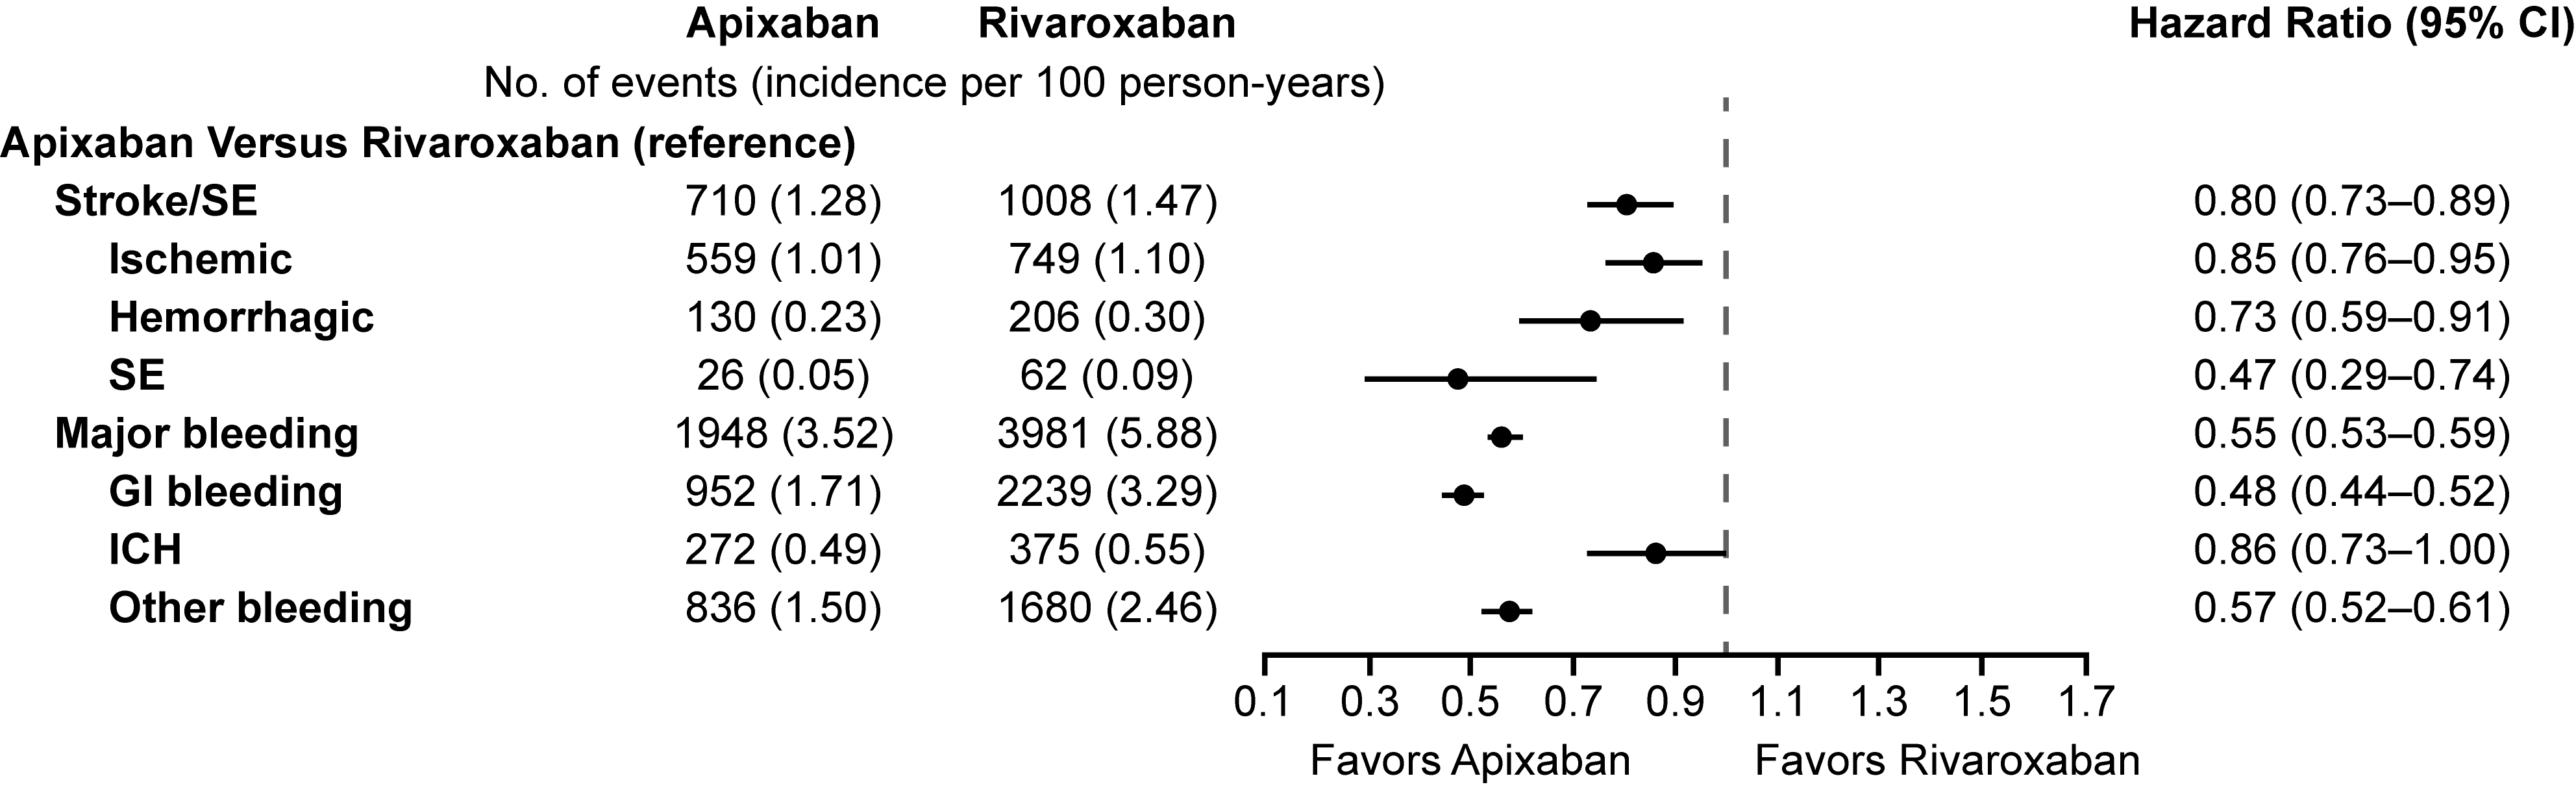 Apixaban Rivaroxaban Hazard Ratio (95% CI)
No. of events (incidence per 100 person-years)
Apixaban Versus Rivaroxaban (reference)
Stroke/SE 710 (1.28) 1008 (1.47) 0.80 (0.73–0.89)
Ischemic 559 (1.01) 749 (1.10) 0.85 (0.76–0.95)
Hemorrhagic 130 (0.23) 206 (0.30) 0.73 (0.59–0.91)
SE 26 (0.05) 62 (0.09) 0.47 (0.29–0.74)
Major bleeding 1948 (3.52) 3981 (5.88) 0.55 (0.53–0.59)
GI bleeding 952 (1.71) 2239 (3.29) 0.48 (0.44–0.52)
ICH 272 (0.49) 375 (0.55) 0.86 (0.73–1.00)
Other bleeding 836 (1.50) 1680 (2.46) 0.57 (0.52–0.61)
0.1 0.3 0.5 0.7 0.9 1.1 1.3 1.5 1.7
Favors Apixaban Favors Rivaroxaban